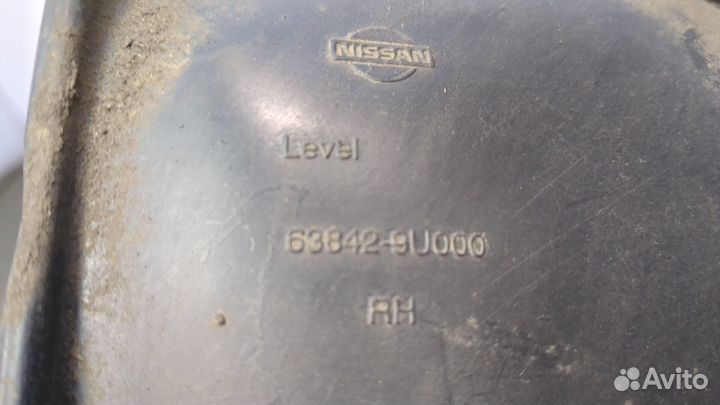 NISSAN
Level
63842-9U000
RH
Avito